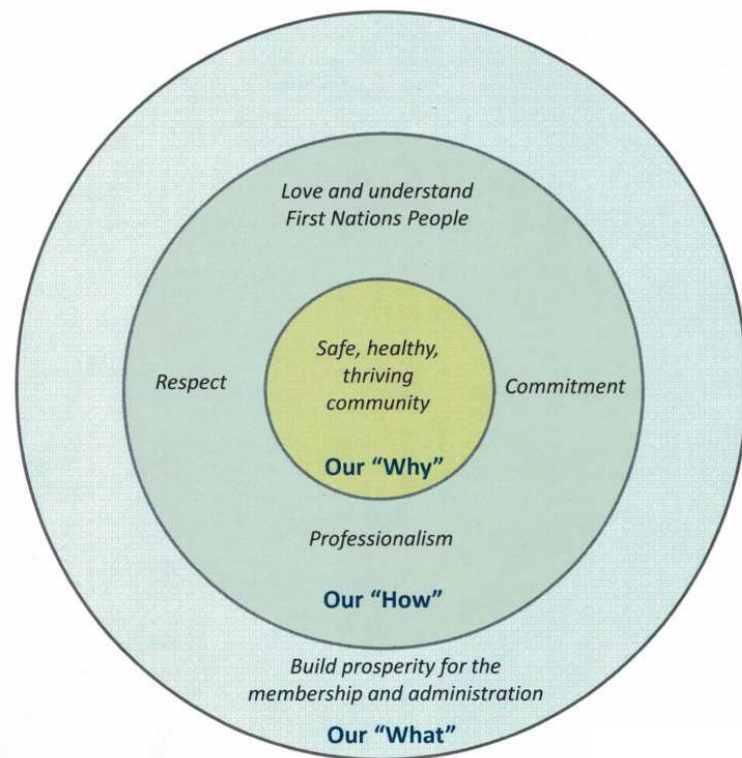 Love and understand
First Nations People
Safe, healthy,
thriving
community
Respect
Commitment
Our “Why”
Professionalism
Our “How”
Build prosperity for the
membership and administration
Our “What”